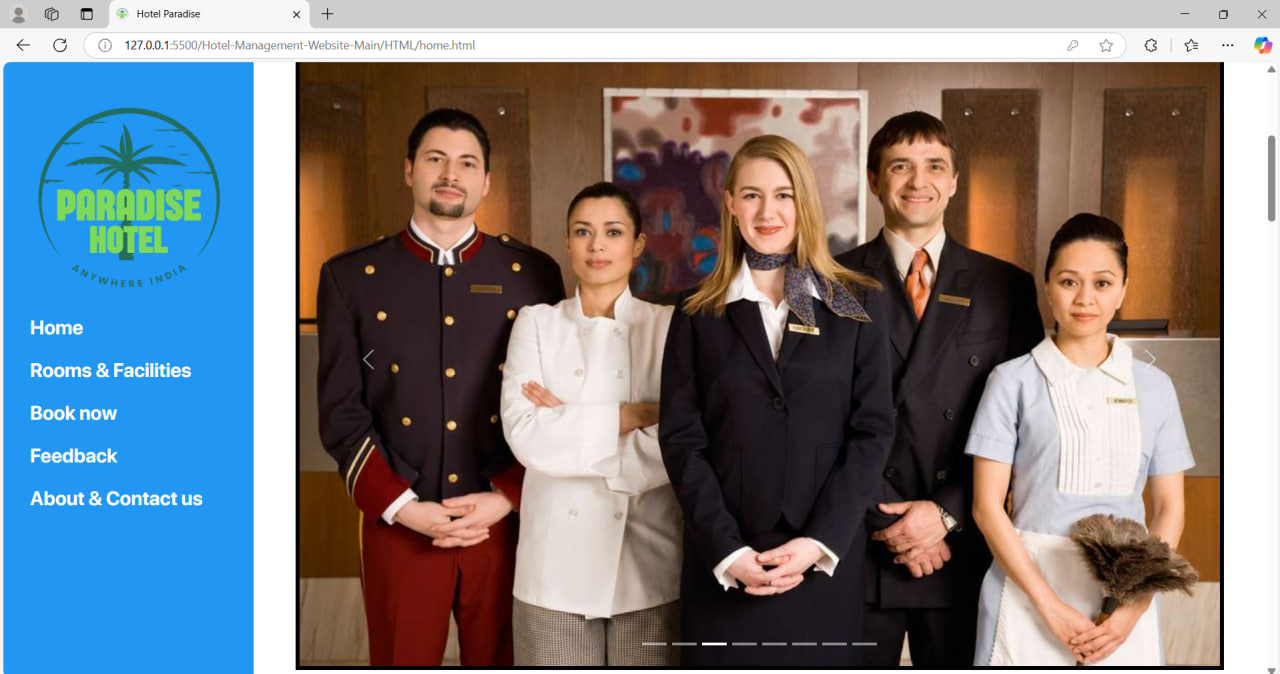 Hotel Paradise
127.0.0.1:5500/Hotel-Management-Website-Main/HTML/home.html
PARADISE
HOTEL
ANYWHERE INDIA
Home
Rooms & Facilities
Book now
Feedback
About & Contact us